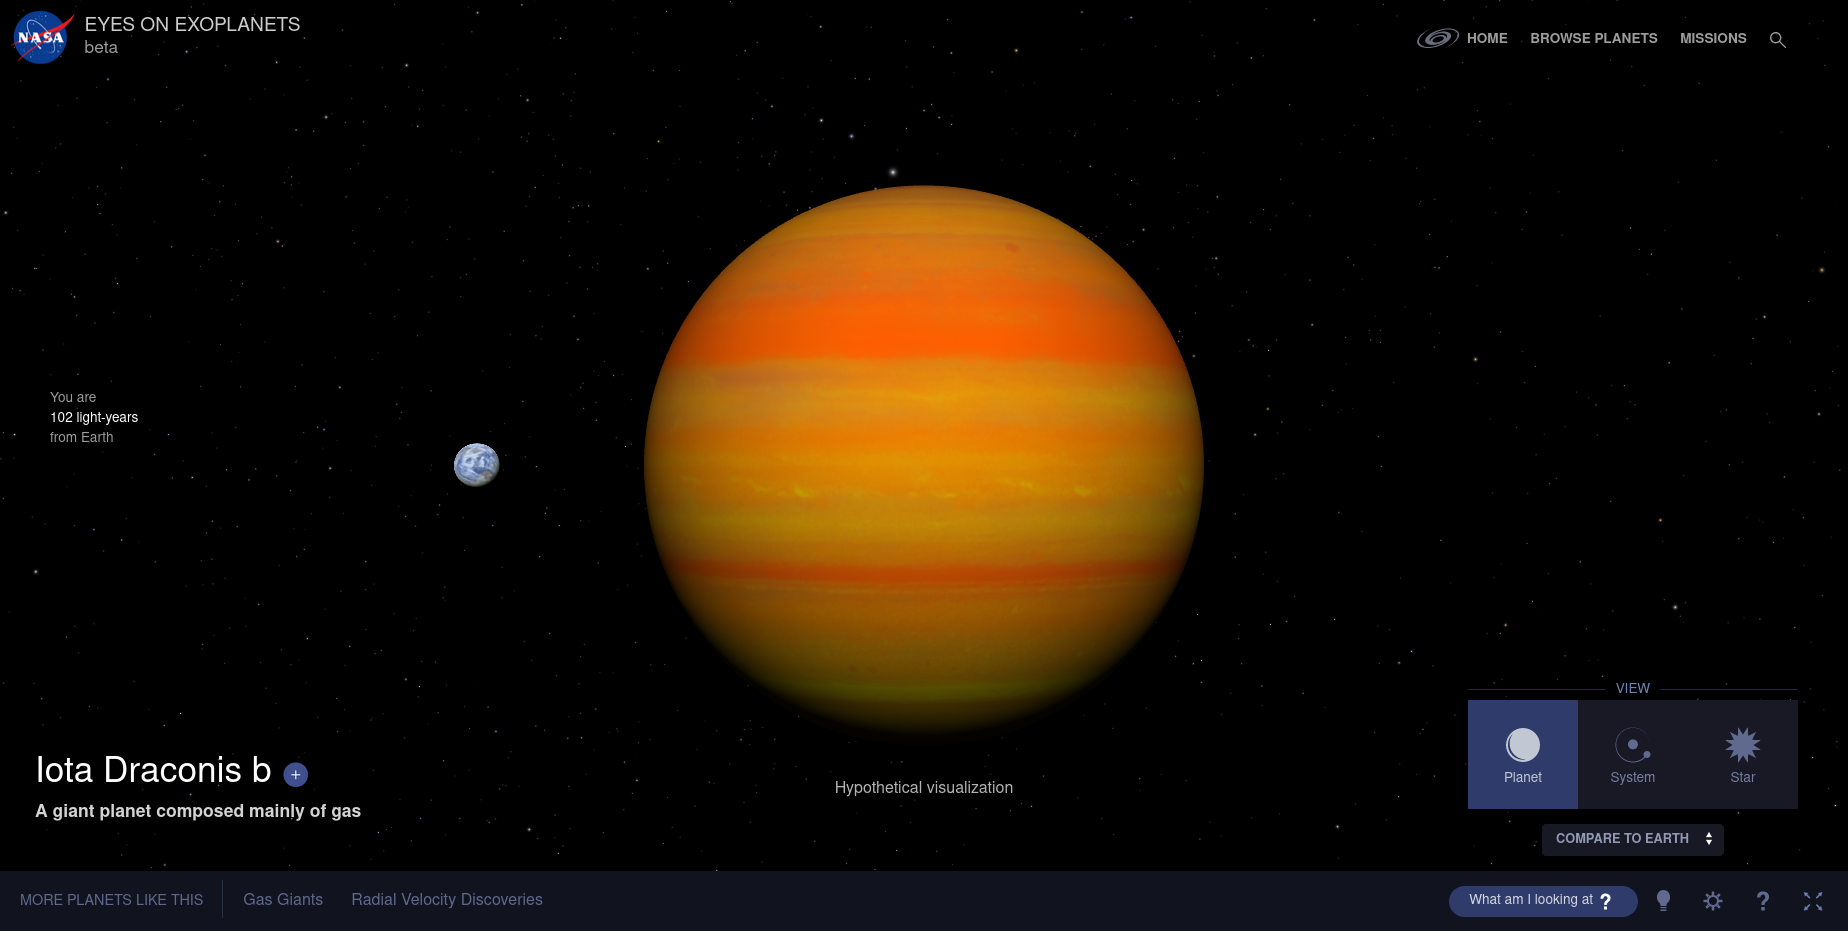 NASA
EYES ON EXOPLANETS
beta
HOME
BROWSE PLANETS
MISSIONS
You are
102 light-years
from Earth
Iota Draconis b +
A giant planet composed mainly of gas
Hypothetical visualization
VIEW
Planet
System
Star
COMPARE TO EARTH
MORE PLANETS LIKE THIS
Gas Giants
Radial Velocity Discoveries
What am I looking at ?
?